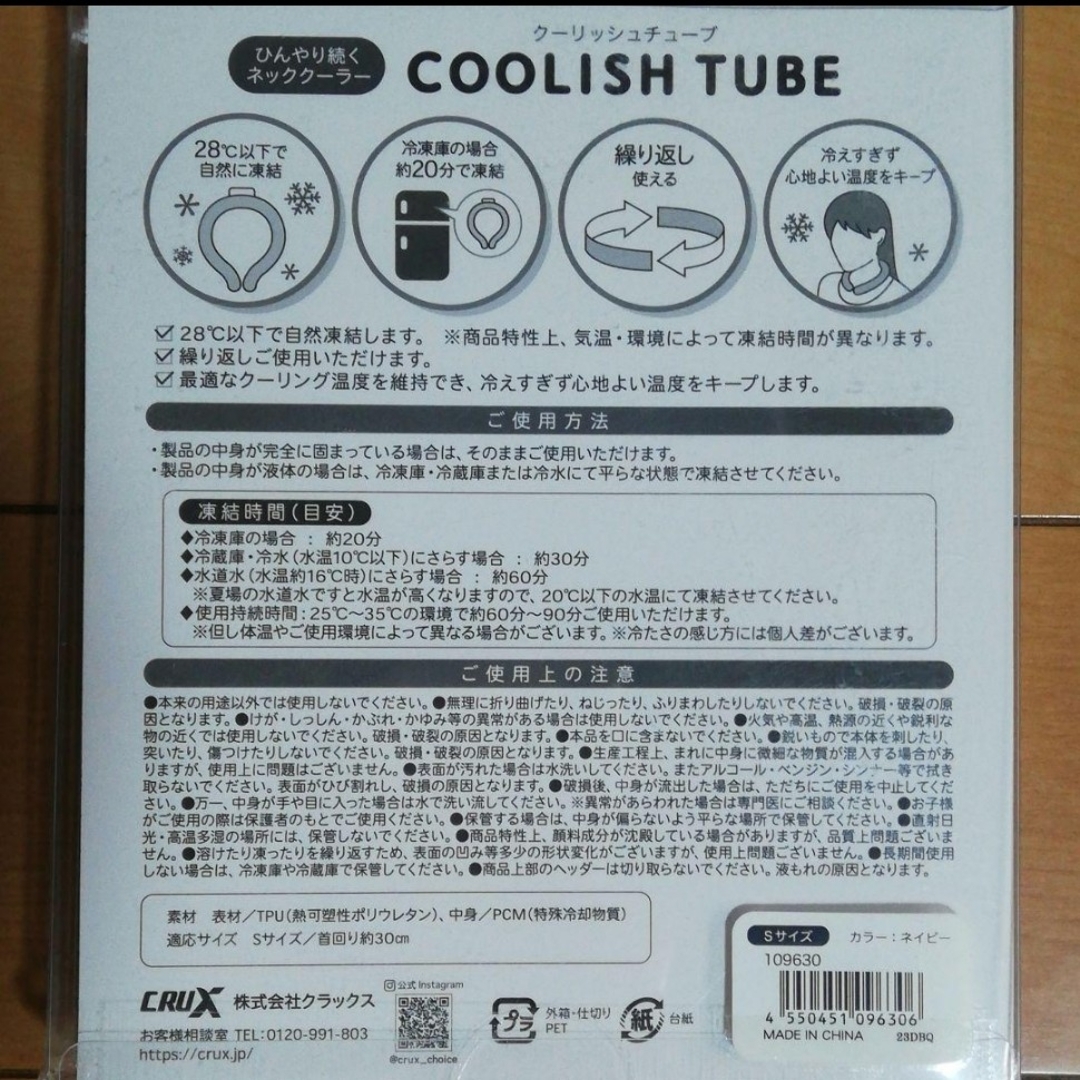 クーリッシュチューブ
ひんやり続く
ネッククーラー
COOLISH TUBE
28℃以下で
自然に凍結
冷凍庫の場合
約20分で凍結
繰り返し
使える
冷えすぎず
心地よい温度をキープ
28℃以下で自然凍結します。 ※商品特性上、気温・環境によって凍結時間が異なります。
繰り返しご使用いただけます。
最適なクーリング温度を維持でき、冷えすぎず心地よい温度をキープします。
ご使用方法
・製品の中身が完全に固まっている場合は、そのままご使用いただけます。
・製品の中身が液体の場合は、冷凍庫・冷蔵庫または冷水にて平らな状態で凍結させてください。
凍結時間(目安)
◆冷凍庫の場合 : 約20分
◆冷蔵庫・冷水(水温10℃以下)にさらす場合 : 約30分
◆水道水(水温約16℃時)にさらす場合 : 約60分
※夏場の水道水ですと水温が高くなりますので、20℃以下の水温にて凍結させてください。
◆使用持続時間:25℃～35℃の環境で約60分～90分ご使用いただけます。
※但し体温やご使用環境によって異なる場合がございます。※冷たさの感じ方には個人差がございます。
ご使用上の注意
●本来の用途以外では使用しないでください。●無理に折り曲げたり、ねじったり、ふりまわしたりしないでください。破損・破裂の原
因となります。●けが・しっしん・かぶれ・かゆみ等の異常がある場合は使用しないでください。●火気や高温、熱源の近くや鋭利な
物の近くでは使用しないでください。破損・破裂の原因となります。●本品を口に含まないでください。●鋭いもので本体を刺したり、
突いたり、傷つけたりしないでください。破損・破裂の原因となります。●生産工程上、まれに中身に微細な物質が混入する場合があ
りますが、使用上に問題はございません。●表面が汚れた場合は水洗いしてください。またアルコール・ベンジン・シンナー等で拭き
取らないでください。表面がひび割れし、破損の原因となります。●破損後、中身が流出した場合は、ただちにご使用を中止してくだ
さい。●万一、中身が手や目に入った場合は水で洗い流してください。※異常があらわれた場合は専門医にご相談ください。●お子様
がご使用の際は保護者のもとでご使用ください。●保管する場合は、中身が偏らないよう平らな場所で保管してください。●直射日
光・高温多湿の場所には、保管しないでください。●商品特性上、顔料成分が沈殿している場合がありますが、品質上問題ございま
せん。●溶けたり凍ったりを繰り返すため、表面の凹み等多少の形状変化がございますが、使用上問題ございません。●長期間使用
しない場合は、冷凍庫や冷蔵庫で保管してください。●商品上部のヘッダーは切り取らないでください。液もれの原因となります。
素材 表材/TPU(熱可塑性ポリウレタン)、中身/PCM(特殊冷却物質)
適応サイズ Sサイズ/首回り約30㎝
CRUX 株式会社クラックス
お客様相談室 TEL:0120-991-803
https://crux.jp/
公式 Instagram
@crux_choice
プラ
外箱・仕切り
PET
紙
台紙
Sサイズ カラー:ネイビー
109630
4 550451 096306
MADE IN CHINA 23DBQ